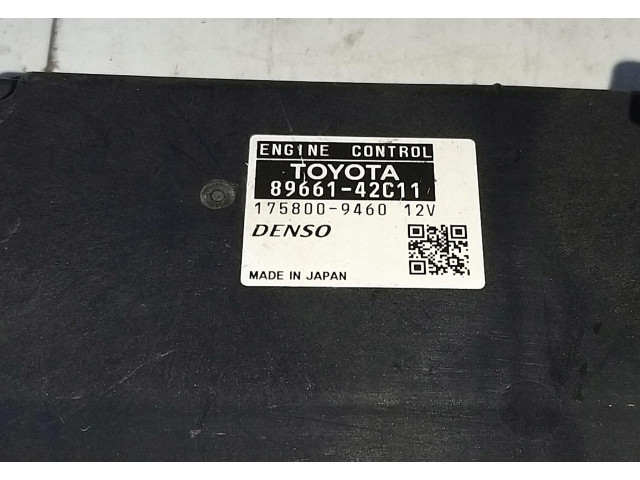 ENGINE CONTROL
TOYOTA
89661-42C11
175800-9460 12V
DENSO
MADE IN JAPAN